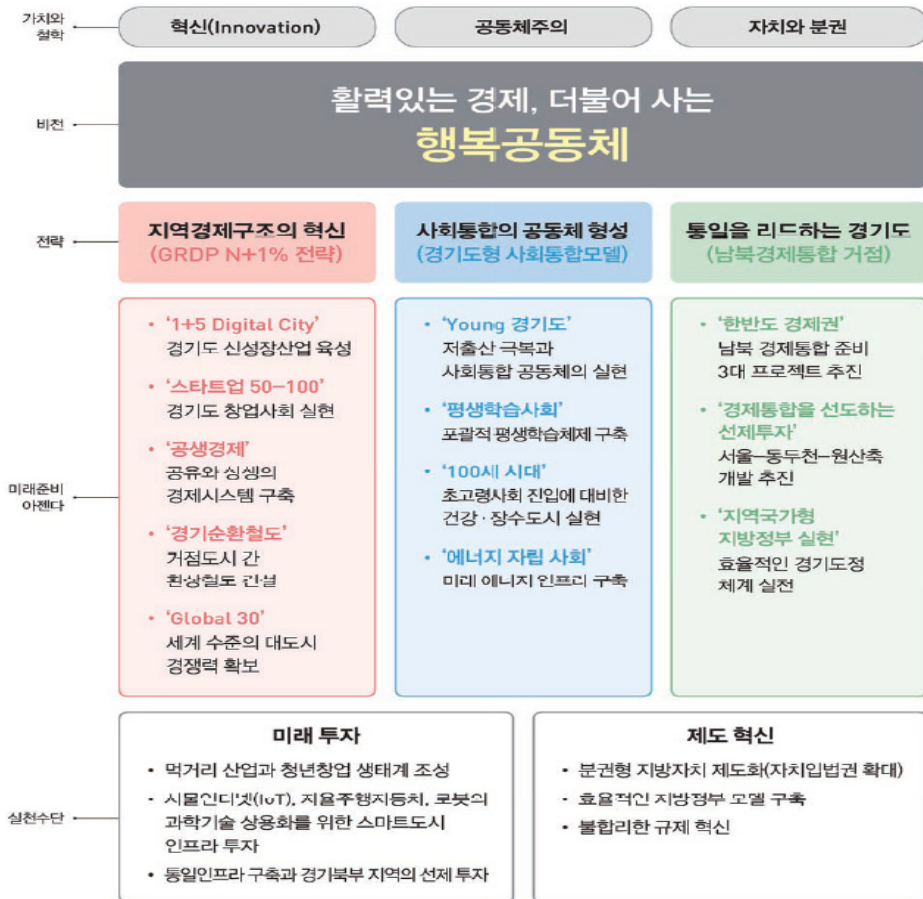 가치와
철학
혁신(Innovation)
공동체주의
자치와 분권
비전
활력있는 경제, 더불어 사는
행복공동체
전략
지역경제구조의 혁신
(GRDP N+1% 전략)
사회통합의 공동체 형성
(경기도형 사회통합모델)
통일을 리드하는 경기도
(남북경제통합 거점)
미래준비
아젠다
• '1+5 Digital City'
경기도 신성장산업 육성
• '스타트업 50-100'
경기도 창업사회 실현
• '공생경제'
공유와 상생의
경제시스템 구축
• '경기순환철도'
거점도시 간
환상철도 건설
• 'Global 30'
세계 수준의 대도시
경쟁력 확보
• 'Young 경기도'
저출산 극복과
사회통합 공동체의 실현
• '평생학습사회'
포괄적 평생학습체제 구축
• '100세 시대'
초고령사회 진입에 대비한
건강·장수도시 실현
• '에너지 자립 사회'
미래 에너지 인프라 구축
• '한반도 경제권'
남북 경제통합 준비
3대 프로젝트 추진
• '경제통합을 선도하는
선제투자'
서울-동두천-원산축
개발 추진
• '지역국가형
지방정부 실현'
효율적인 경기도정
체계 실전
실천수단
미래 투자
• 먹거리 산업과 청년창업 생태계 조성
• 사물인터넷(IoT), 자율주행자동차, 로봇의
과학기술 상용화를 위한 스마트도시
인프라 투자
• 통일인프라 구축과 경기북부 지역의 선제 투자
제도 혁신
• 분권형 지방자치 제도화(자치입법권 확대)
• 효율적인 지방정부 모델 구축
• 불합리한 규제 혁신